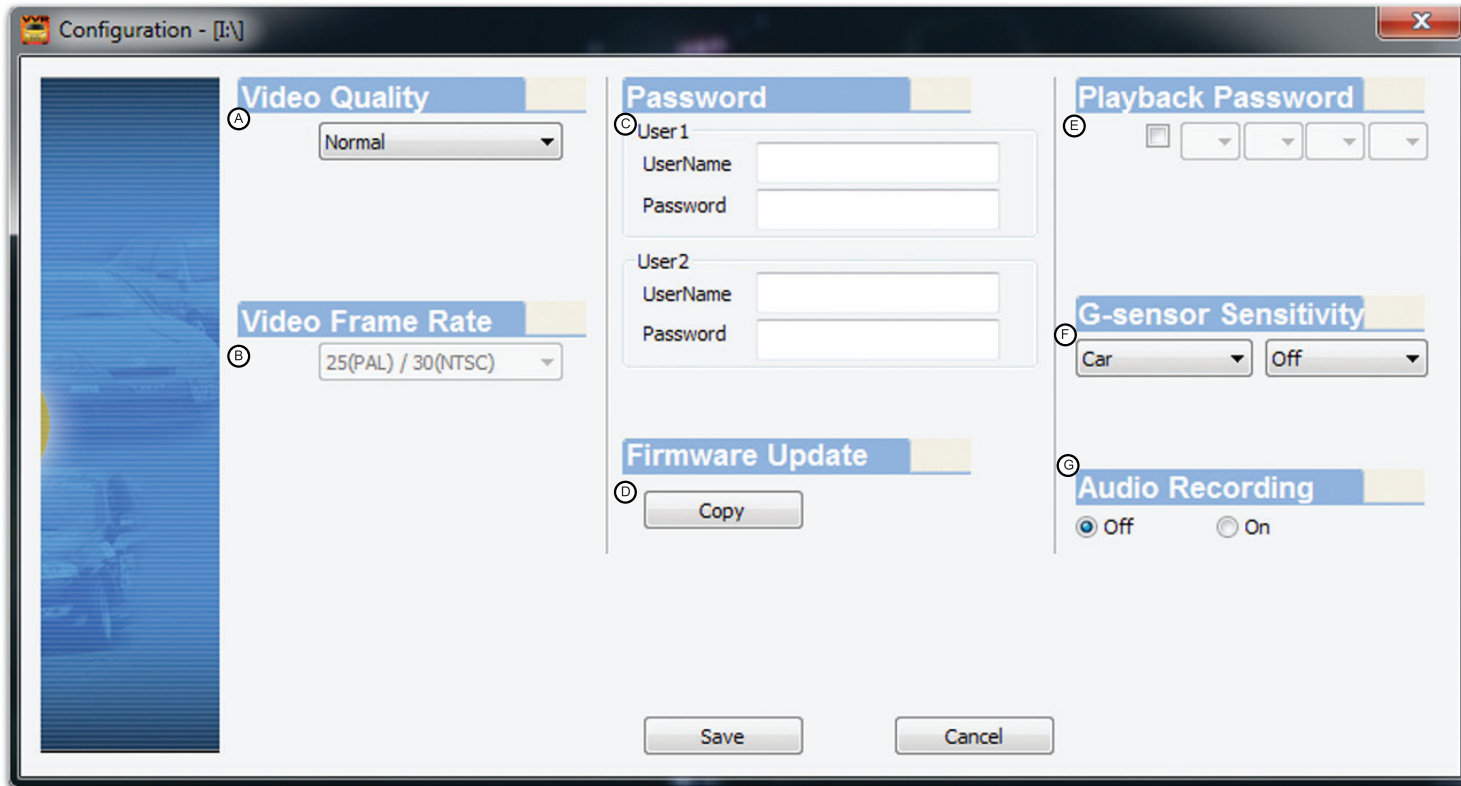 VVR
Configuration - [I:\]
Video Quality
A
Normal
Video Frame Rate
B
25(PAL) / 30(NTSC)
Password
C
User1
UserName
Password
User2
UserName
Password
Firmware Update
D
Copy
Playback Password
E
G-sensor Sensitivity
F
Car Off
G
Audio Recording
Off On
Save Cancel